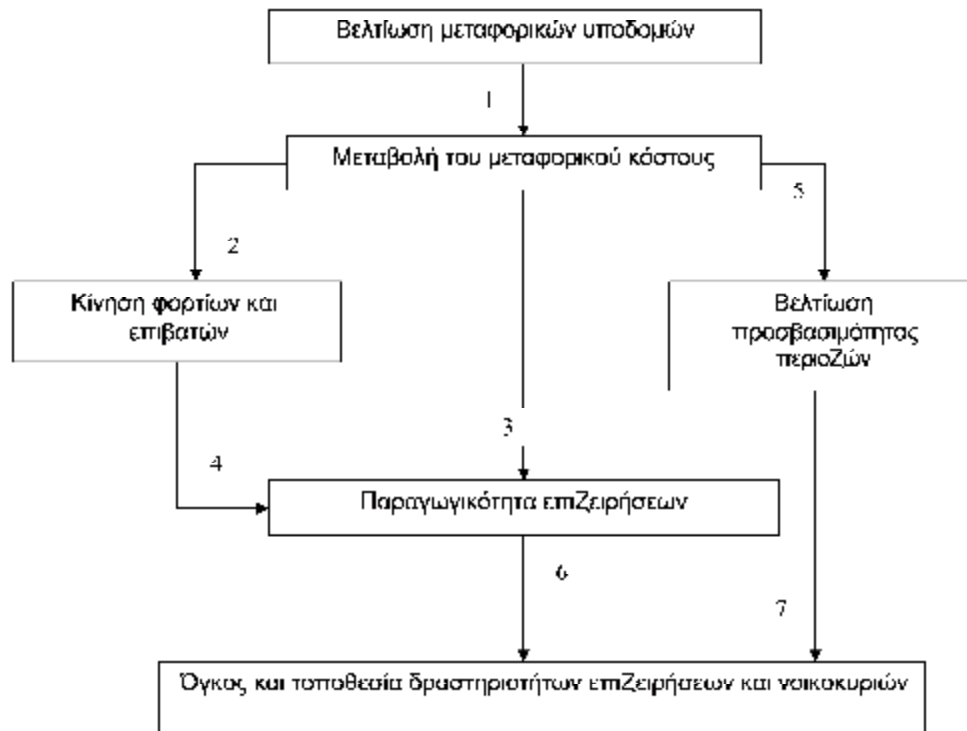 Βελτίωση μεταφορικών υποδομών
1
Μεταβολή του μεταφορικού κόστους
5
2
Κίνηση φορτίων και
επιβατών
Βελτίωση
προσβασιμότητας
περιοΖών
3
4
Παραγωγικότητα επιΖειρήσεων
6
7
Όγκος και τοποθεσία δραστηριοτήτων επιΖειρήσεων και νοικοκυριών